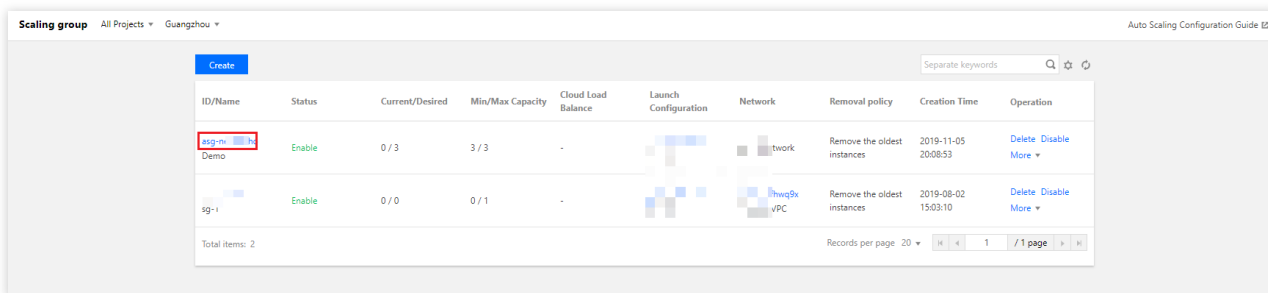 Scaling group All Projects Guangzhou Auto Scaling Configuration Guide
Create Separate keywords
ID/Name Status Current/Desired Min/Max Capacity Cloud Load Balance Launch Configuration Network Removal policy Creation Time Operation
Enable 0 / 3 3 / 3 - Remove the oldest instances 2019-11-05 20:08:53 Delete Disable More
Demo
Enable 0 / 0 0 / 1 - hwq9x VPC Remove the oldest instances 2019-08-02 15:03:10 Delete Disable More
Total items: 2 Records per page 20 1 / 1 page